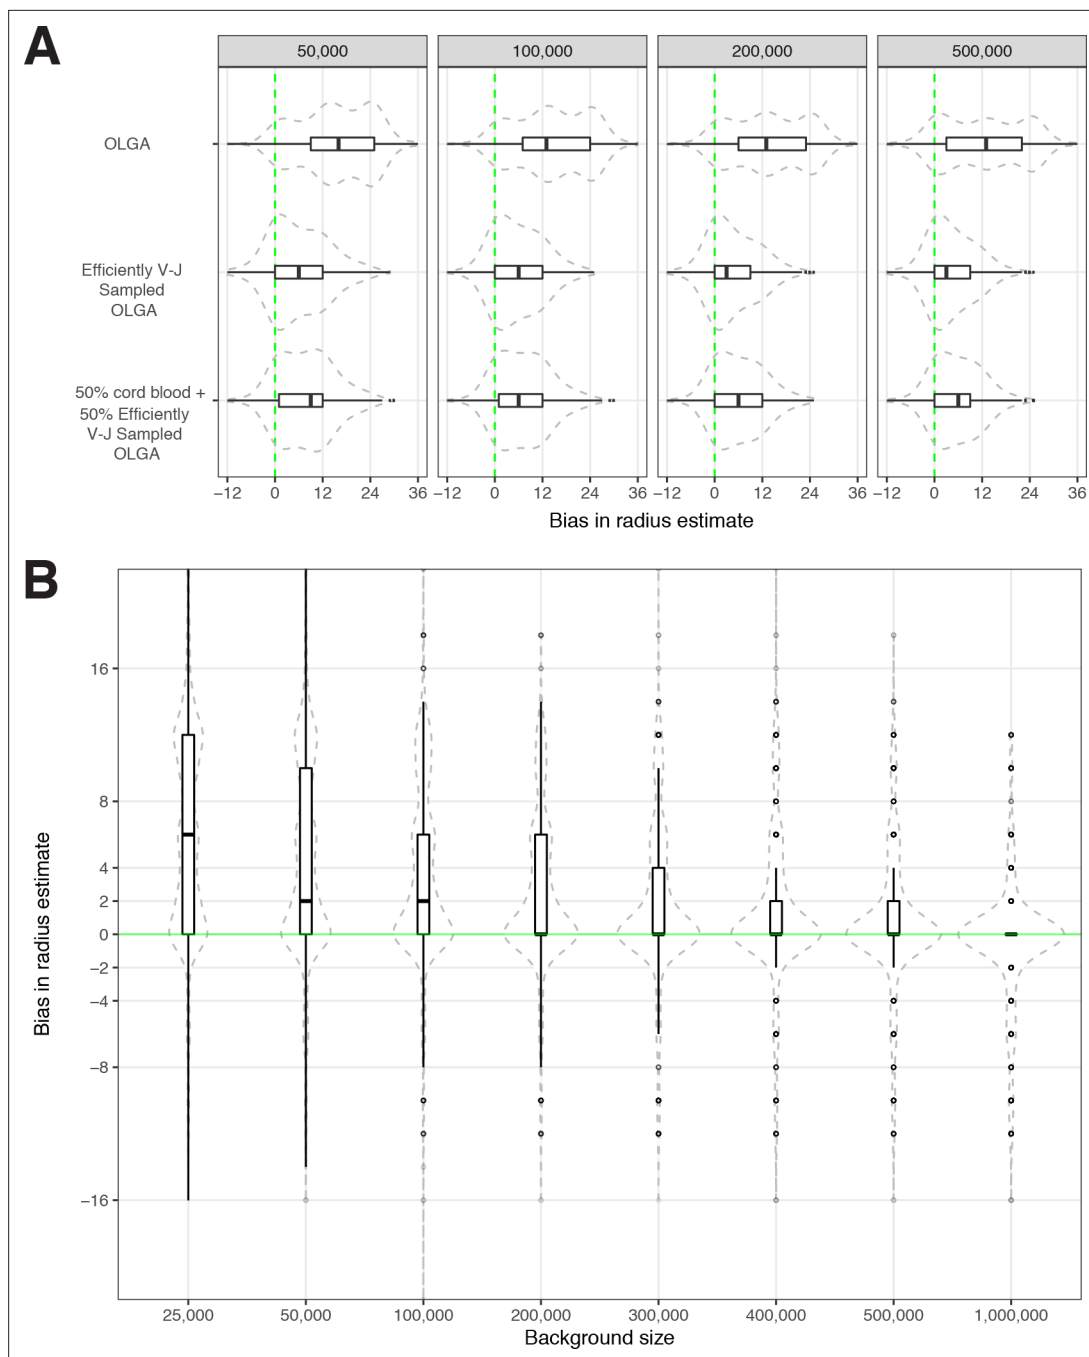 A
50,000 100,000 200,000 500,000
OLGA
Efficiently V-J
Sampled
OLGA
50% cord blood +
50% Efficiently
V-J Sampled
OLGA
−12 0 12 24 36 −12 0 12 24 36 −12 0 12 24 36 −12 0 12 24 36
Bias in radius estimate
B
Bias in radius estimate
16
8
4
2
0
−2
−4
−8
−16
25,000 50,000 100,000 200,000 300,000 400,000 500,000 1,000,000
Background size